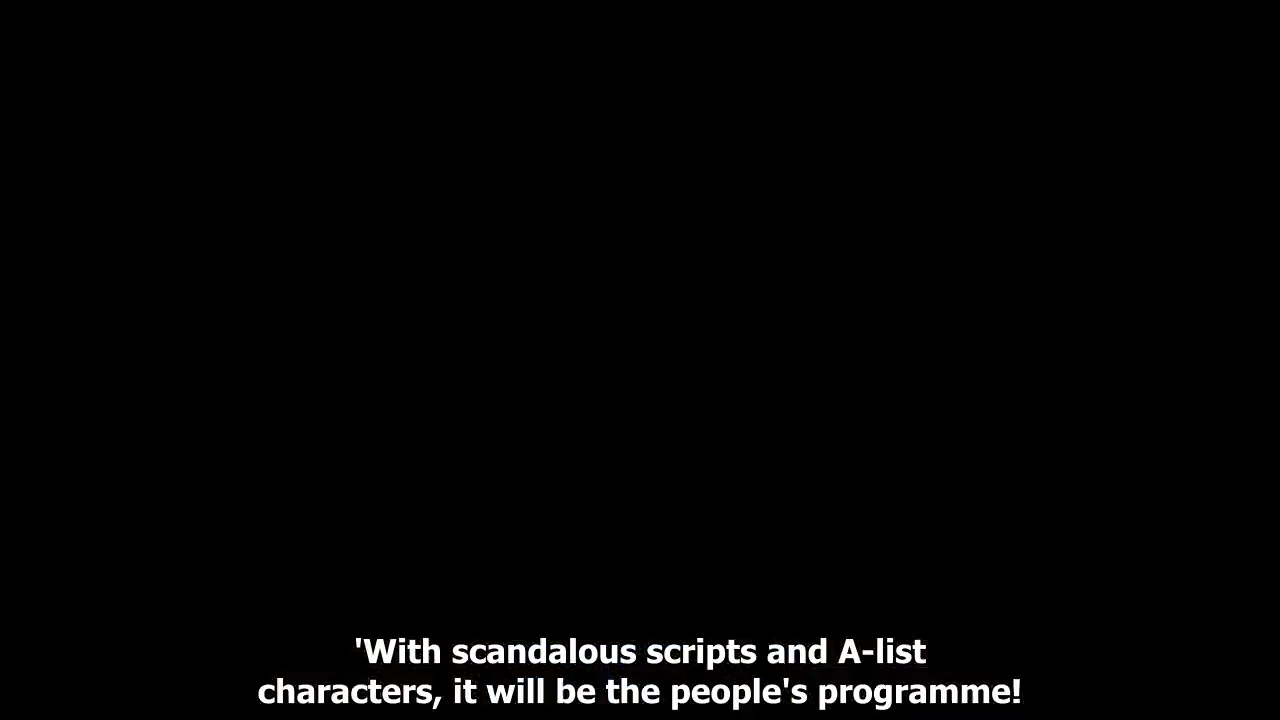 'With scandalous scripts and A-list
characters, it will be the people's programme!